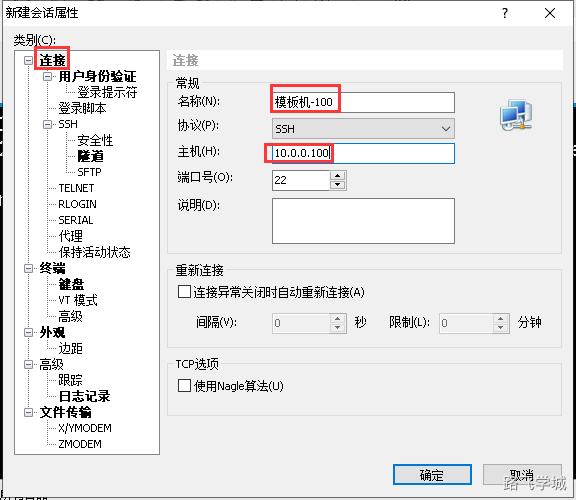 新建会话属性
类别(C):
连接
用户身份验证
登录提示符
登录脚本
SSH
安全性
隧道
SFTP
TELNET
RLOGIN
SERIAL
代理
保持活动状态
终端
键盘
VT 模式
高级
外观
边距
高级
跟踪
日志记录
文件传输
X/YMODEM
ZMODEM
连接
常规
名称(N):
模板机-100
协议(P):
SSH
主机(H):
10.0.0.100
端口号(O):
22
说明(D):
重新连接
连接异常关闭时自动重新连接(A)
间隔(V):
0
秒
限制(L):
0
分钟
TCP选项
使用Nagle算法(U)
确定
取消